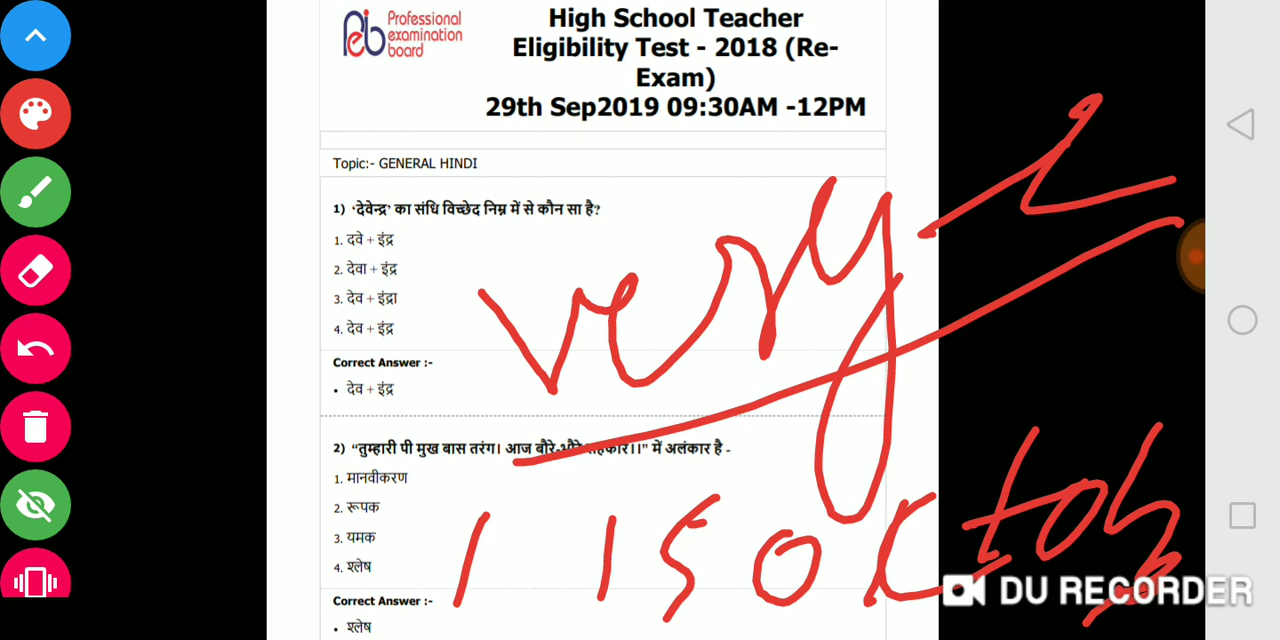 Professional
examination
board
High School Teacher
Eligibility Test - 2018 (Re-
Exam)
29th Sep2019 09:30AM -12PM
Topic:- GENERAL HINDI
1) ‘देवेन्द्र’ का संधि विच्छेद निम्न में से कौन सा है?
1. दवे + इंद्र
2. देवा + इंद्र
3. देव + इंद्रा
4. देव + इंद्र
Correct Answer :-
• देव + इंद्र
2) “तुम्हारी पी मुख बास तरंग। आज बौरे-भौरे सहकार।।” में अलंकार है -
1. मानवीकरण
2. रूपक
3. यमक
4. श्लेष
Correct Answer :-
• श्लेष
very
DU RECORDER